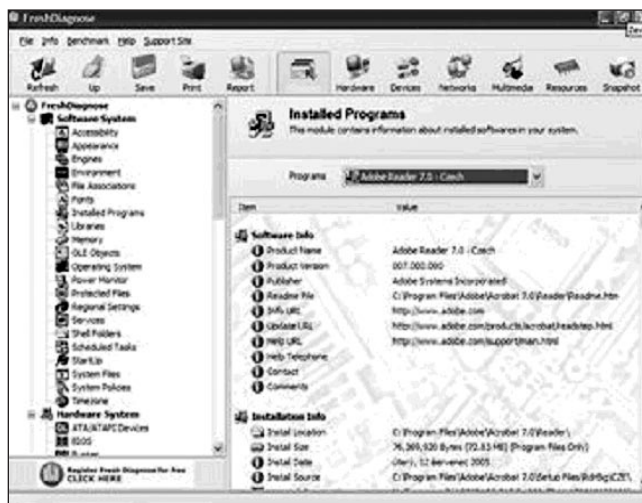 FreshDiagnose
File Info Benchmark Help Support Site
Refresh Up Save Print Report Hardware Devices Networks Multimedia Resources Snapshot
FreshDiagnose
Software System
Accessibility
Appearance
Engines
Environment
File Associations
Fonts
Installed Programs
Libraries
Memory
OLE Objects
Operating System
Power Monitor
Protected Files
Regional Settings
Services
Shell Folders
Scheduled Tasks
StartUp
System Files
System Policies
Timezone
Hardware System
ATA/ATAPI Devices
BIOS
Register Fresh Diagnose for free
CLICK HERE
Installed Programs
This module contains information about installed softwares in your system.
Programs Adobe Reader 7.0 - Czech
Item Value
Software Info
Product Name Adobe Reader 7.0 - Czech
Product Version 007.000.000
Publisher Adobe Systems Incorporated
Readme File C:\Program Files\Adobe\Acrobat 7.0\Reader\Readme.htm
Info URL http://www.adobe.com
Update URL http://www.adobe.com/products/acrobat/readstep.html
Help URL http://www.adobe.com/support/main.html
Help Telephone
Contact
Comments
Installation Info
Install Location C:\Program Files\Adobe\Acrobat 7.0\Reader\
Install Size 76,369,920 Bytes (72.83 MB) [Program Files Only]
Install Date úterý, 12 červenec 2005
Install Source C:\Program Files\Adobe\Acrobat 7.0\Setup Files\